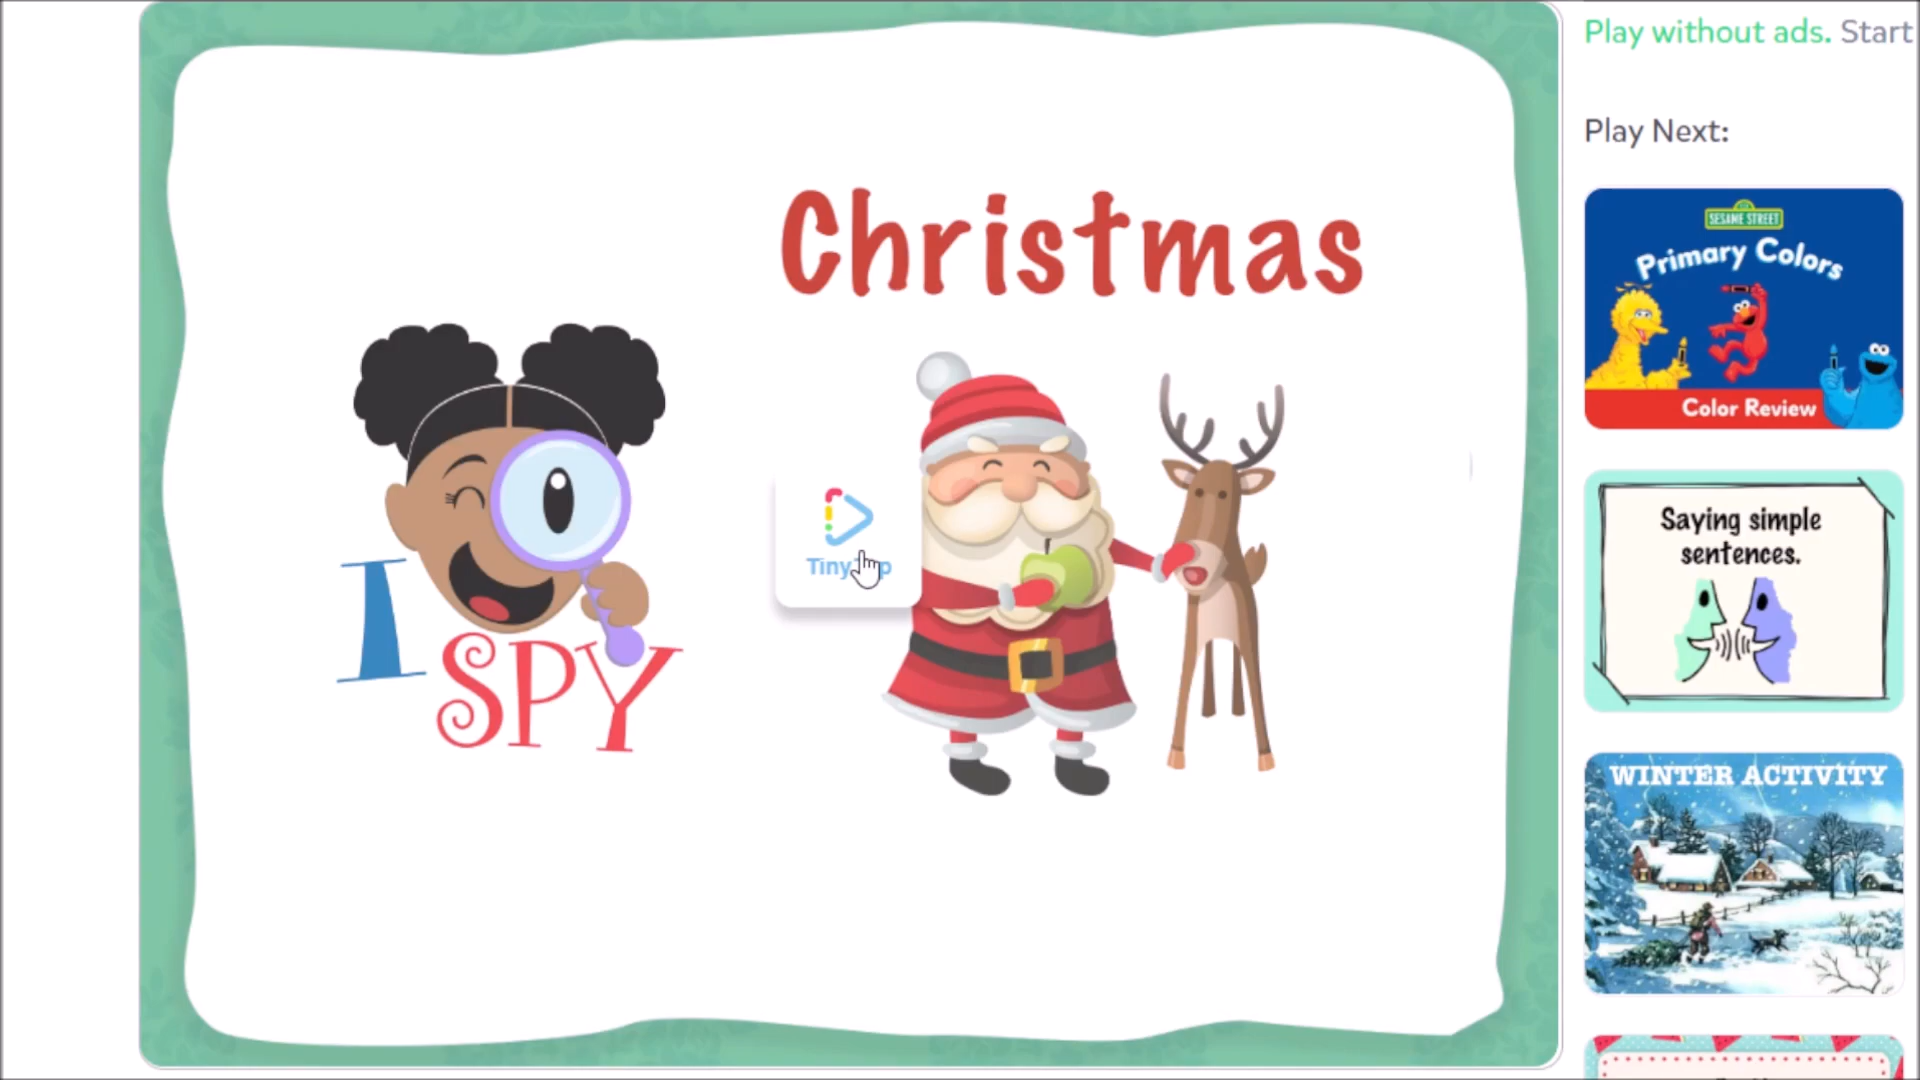 Christmas
I
SPY
Play without ads. Start
Play Next:
SESAME STREET
Primary Colors
Color Review
Saying simple
sentences.
WINTER ACTIVITY